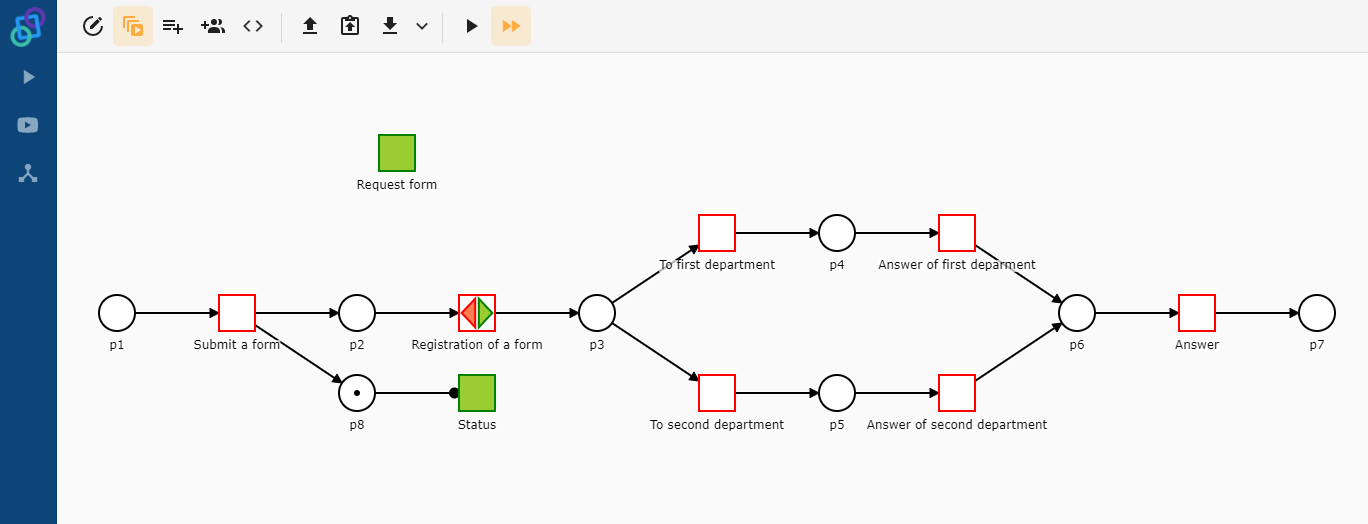 Request form
To first department
p4
Answer of first deparment
p1
Submit a form
p2
Registration of a form
p3
p6
Answer
p7
p8
Status
To second department
p5
Answer of second department